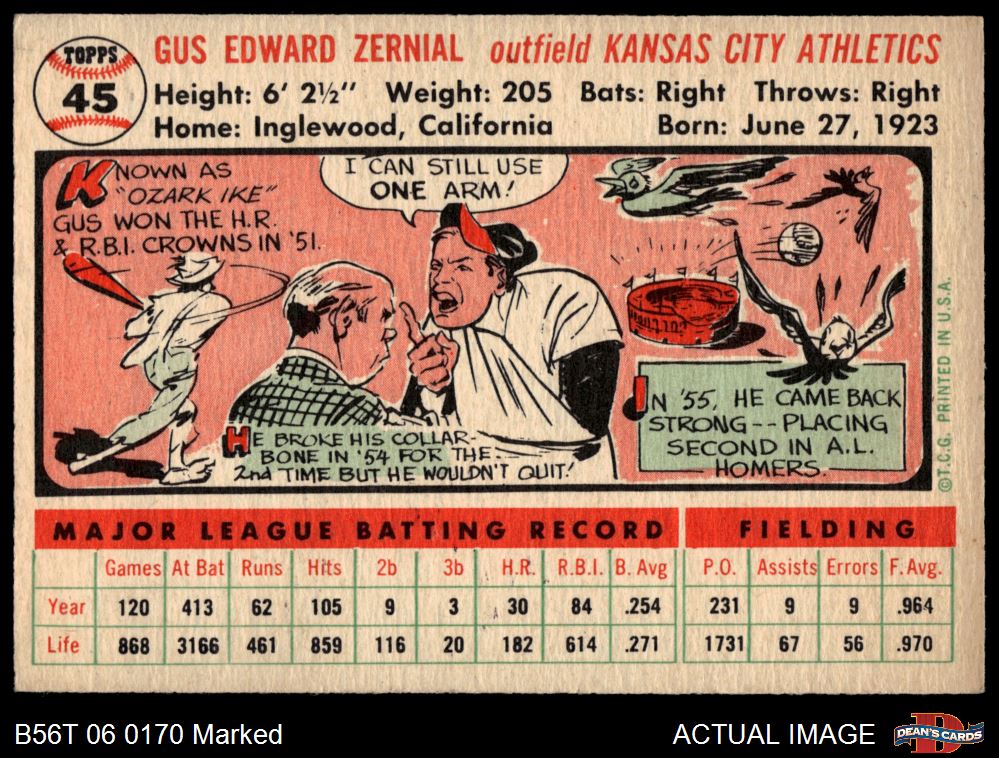 TOPPS
45
GUS EDWARD ZERNIAL outfield KANSAS CITY ATHLETICS
Height: 6' 2½" Weight: 205 Bats: Right Throws: Right
Home: Inglewood, California Born: June 27, 1923
KNOWN AS
"OZARK IKE"
GUS WON THE H.R.
& R.B.I. CROWNS IN '51.
I CAN STILL USE
ONE ARM!
HE BROKE HIS COLLAR-
BONE IN '54 FOR THE
2nd TIME BUT HE WOULDN'T QUIT!
IN '55, HE CAME BACK
STRONG -- PLACING
SECOND IN A.L.
HOMERS.
©T.C.G. PRINTED IN U.S.A.
MAJOR LEAGUE BATTING RECORD FIELDING
Games At Bat Runs Hits 2b 3b H.R. R.B.I. B. Avg P.O. Assists Errors F. Avg.
Year 120 413 62 105 9 3 30 84 .254 231 9 9 .964
Life 868 3166 461 859 116 20 182 614 .271 1731 67 56 .970
B56T 06 0170 Marked ACTUAL IMAGE
D
DEAN'S CARDS